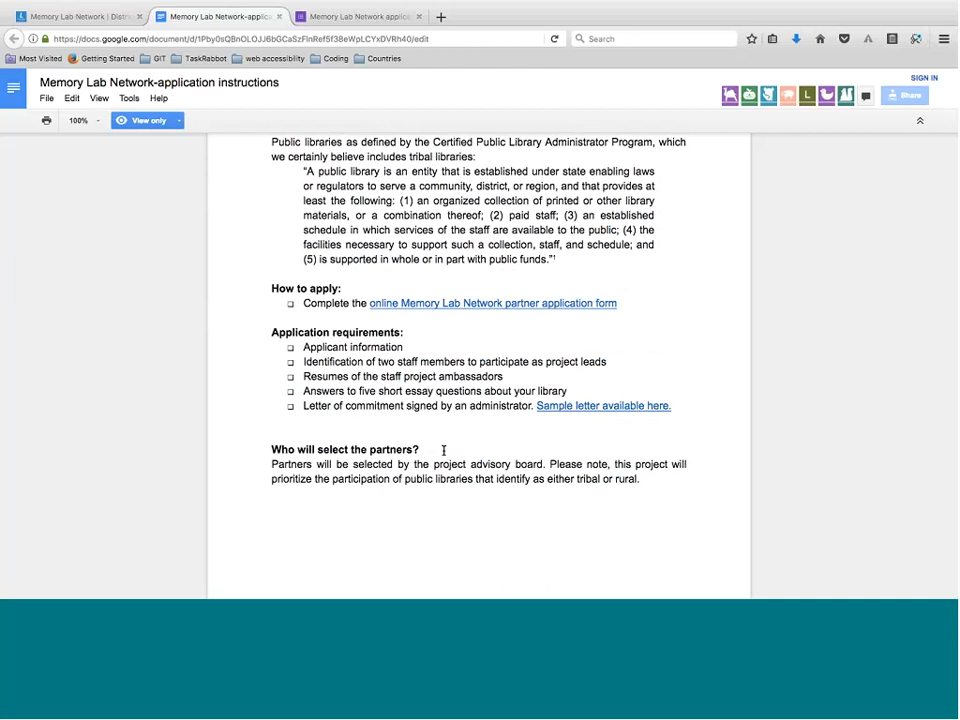 Memory Lab Network | Distr
Memory Lab Network-applic
Memory Lab Network applica
https://docs.google.com/document/d/1Pby0sQBnOLOJJ6bGCaSzFlnRef5f38eWpLCYxDVRh40/edit
Search
Most Visited
Getting Started
GIT
TaskRabbot
web accessibility
Coding
Countries
Memory Lab Network-application instructions
SIGN IN
File Edit View Tools Help
Share
100%
View only
Public libraries as defined by the Certified Public Library Administrator Program, which
we certainly believe includes tribal libraries:
“A public library is an entity that is established under state enabling laws
or regulators to serve a community, district, or region, and that provides at
least the following: (1) an organized collection of printed or other library
materials, or a combination thereof; (2) paid staff; (3) an established
schedule in which services of the staff are available to the public; (4) the
facilities necessary to support such a collection, staff, and schedule; and
(5) is supported in whole or in part with public funds.”¹
How to apply:
Complete the online Memory Lab Network partner application form
Application requirements:
Applicant information
Identification of two staff members to participate as project leads
Resumes of the staff project ambassadors
Answers to five short essay questions about your library
Letter of commitment signed by an administrator. Sample letter available here.
Who will select the partners?
Partners will be selected by the project advisory board. Please note, this project will
prioritize the participation of public libraries that identify as either tribal or rural.